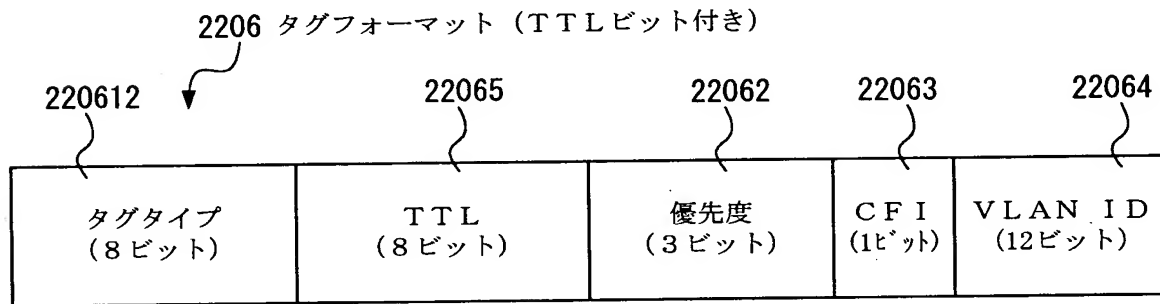 2206 タグフォーマット（ＴＴＬビット付き）
220612 22065 22062 22063 22064
タグタイプ ＴＴＬ 優先度 ＣＦＩ ＶＬＡＮ ＩＤ
（８ビット） （８ビット） （３ビット） (1ﾋﾞｯﾄ) （12ビット）